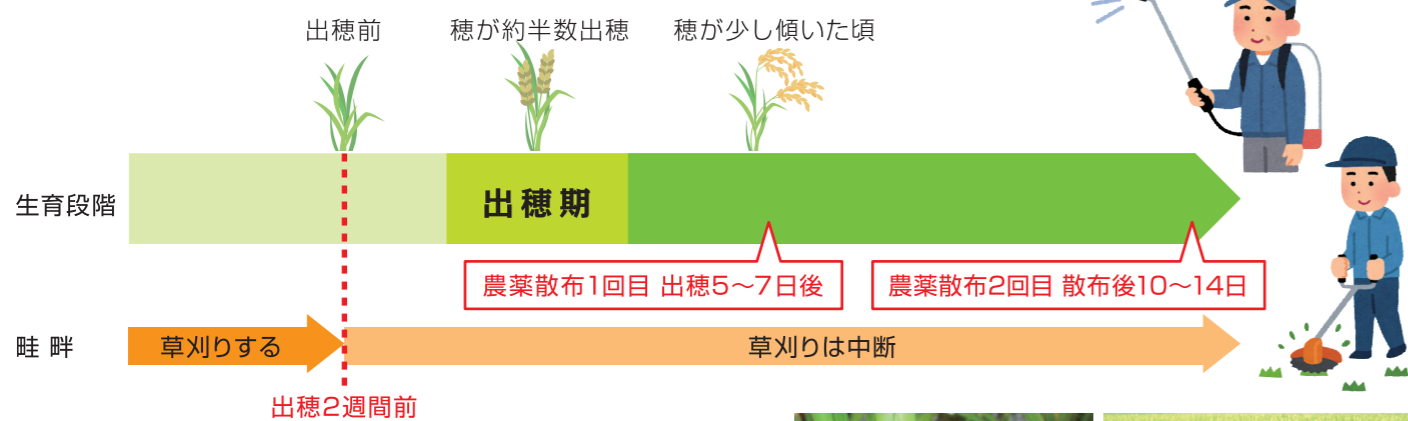 出穂前
穂が約半数出穂
穂が少し傾いた頃
生育段階
出穂期
農薬散布1回目 出穂5〜7日後
農薬散布2回目 散布後10〜14日
畦 畔
草刈りする
草刈りは中断
出穂2週間前